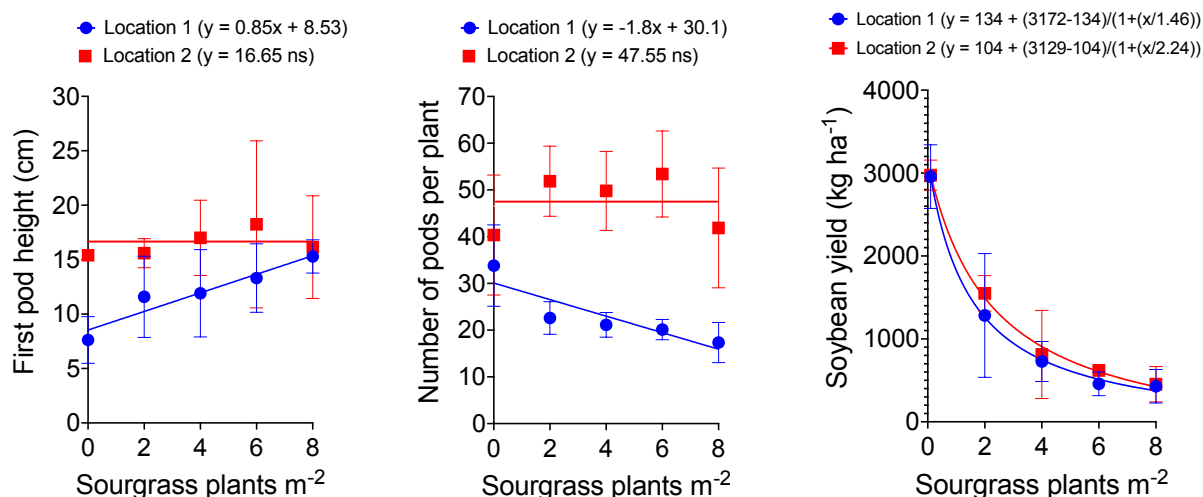 Location 1 (y = 0.85x + 8.53)
Location 2 (y = 16.65 ns)
30
25
20
15
10
5
0
First pod height (cm)
0 2 4 6 8
Sourgrass plants m-2
Location 1 (y = -1.8x + 30.1)
Location 2 (y = 47.55 ns)
70
60
50
40
30
20
10
0
Number of pods per plant
0 2 4 6 8
Sourgrass plants m-2
Location 1 (y = 134 + (3172-134)/(1+(x/1.46))
Location 2 (y = 104 + (3129-104)/(1+(x/2.24))
4000
3000
2000
1000
0
Soybean yield (kg ha-1)
0 2 4 6 8
Sourgrass plants m-2